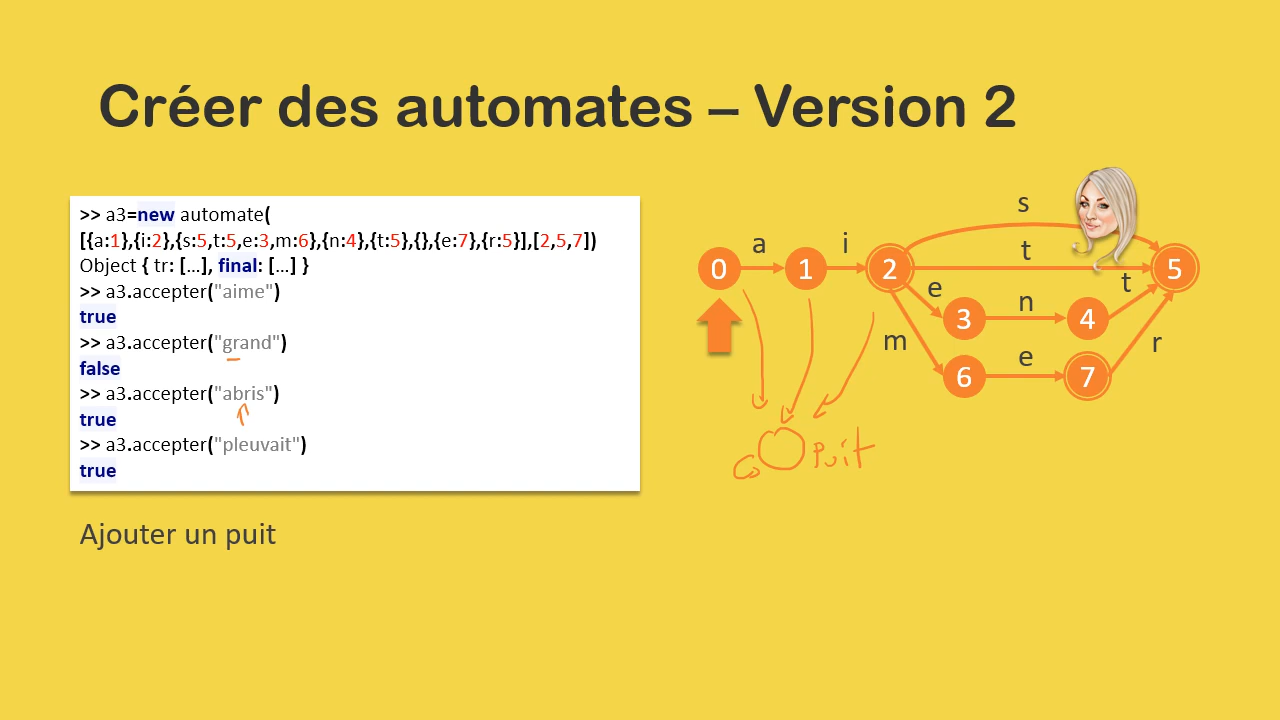 Créer des automates – Version 2
>> a3=new automate(
[{a:1},{i:2},{s:5,t:5,e:3,m:6},{n:4},{t:5},{},{e:7},{r:5}],[2,5,7])
Object { tr: […], final: […] }
>> a3.accepter("aime")
true
>> a3.accepter("grand")
false
>> a3.accepter("abris")
true
>> a3.accepter("pleuvait")
true
Ajouter un puit
s
a i t
0 1 2 5
e n t
3 4
m e r
6 7
puit